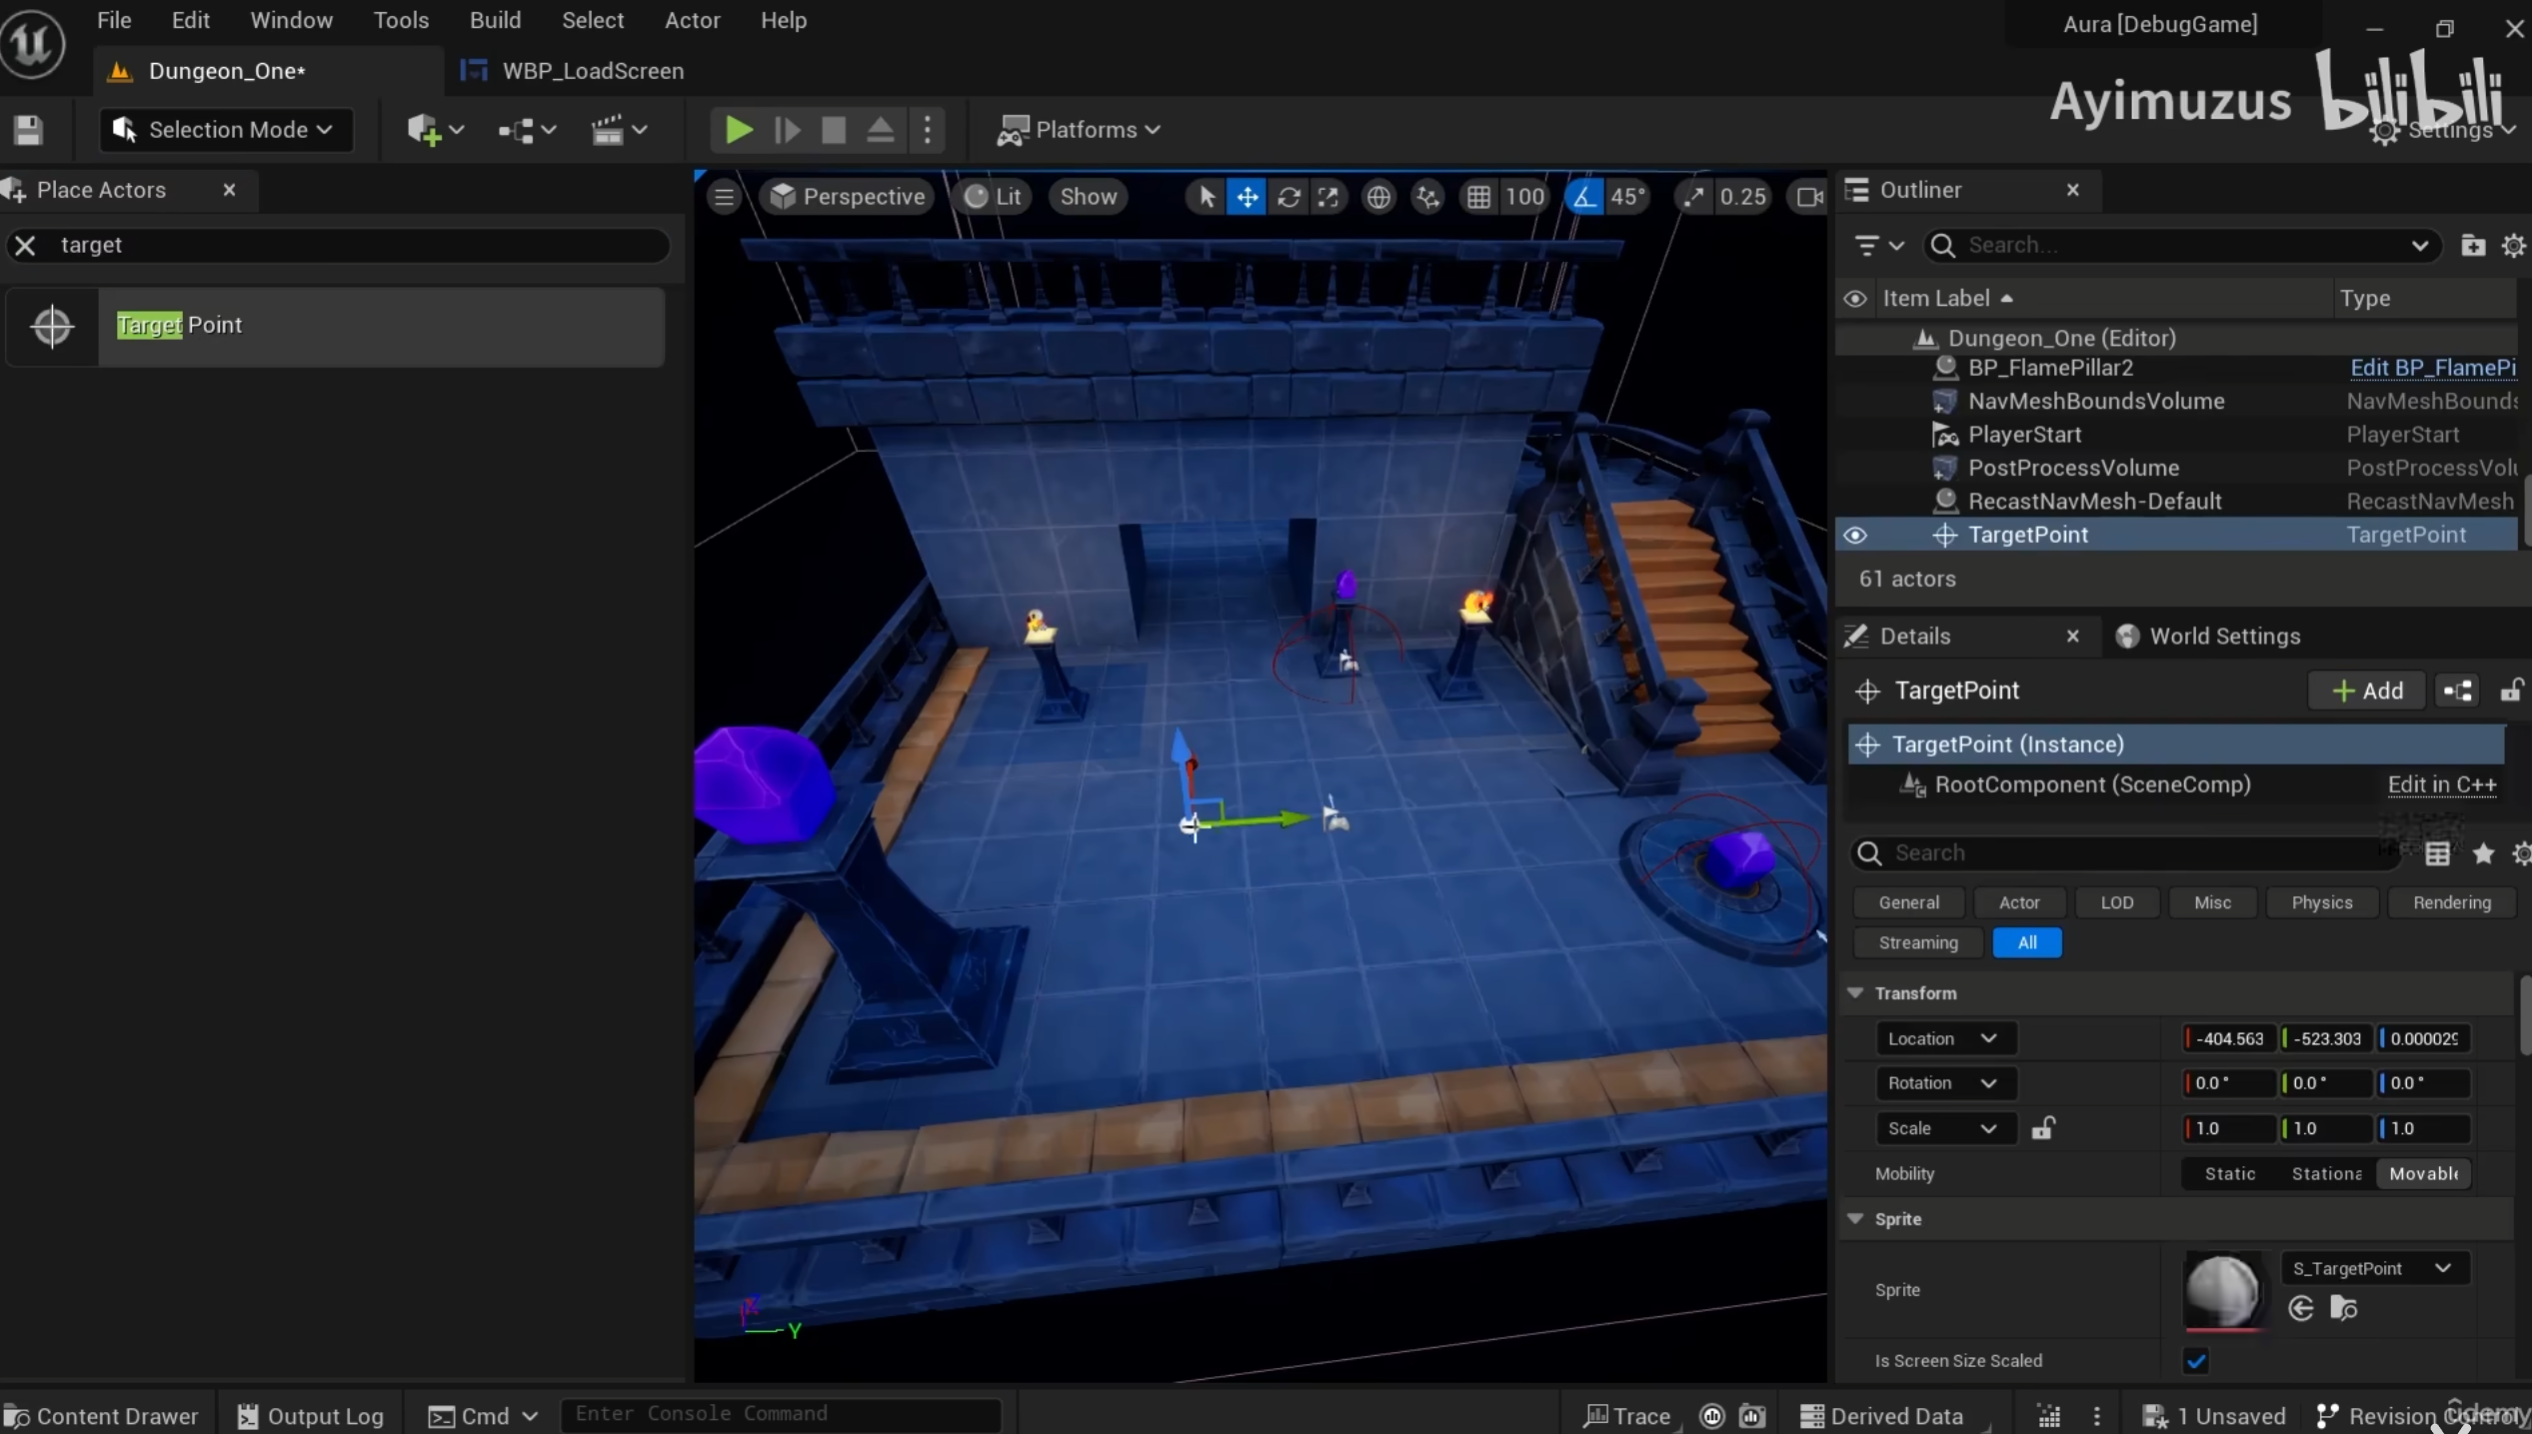 File Edit Window Tools Build Select Actor Help
Aura [DebugGame]
Dungeon_One*
WBP_LoadScreen
Ayimuzus bilibili
Selection Mode
Platforms
Settings
Place Actors
target
Target Point
Perspective Lit Show 100 45° 0.25
Outliner
Search...
Item Label Type
Dungeon_One (Editor)
BP_FlamePillar2 Edit BP_FlamePi
NavMeshBoundsVolume NavMeshBounds
PlayerStart PlayerStart
PostProcessVolume PostProcessVolu
RecastNavMesh-Default RecastNavMesh
TargetPoint TargetPoint
61 actors
Details World Settings
TargetPoint Add
TargetPoint (Instance)
RootComponent (SceneComp) Edit in C++
Search
General Actor LOD Misc Physics Rendering
Streaming All
Transform
Location -404.563 -523.303 0.000029
Rotation 0.0° 0.0° 0.0°
Scale 1.0 1.0 1.0
Mobility Static Stationa Movable
Sprite
Sprite S_TargetPoint
Is Screen Size Scaled
Z
Y
Content Drawer Output Log Cmd Enter Console Command Trace Derived Data 1 Unsaved Revision Control
udemy